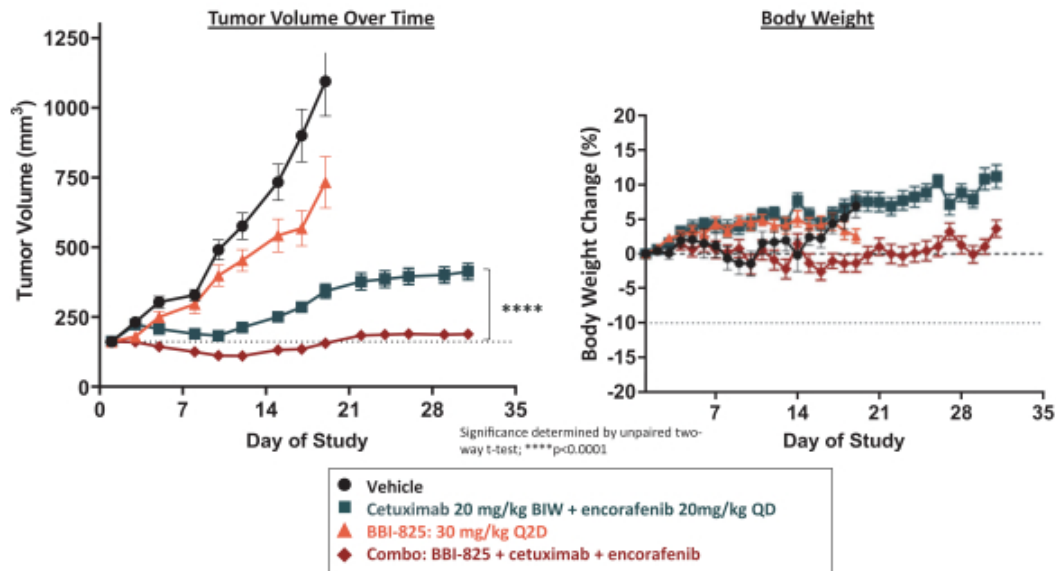 Tumor Volume Over Time
Tumor Volume (mm³)
1250
1000
750
500
250
0
0 7 14 21 28 35
Day of Study
****
Body Weight
Body Weight Change (%)
20
15
10
5
0
-5
-10
-15
-20
7 14 21 28 35
Day of Study
Significance determined by unpaired two-
way t-test; ****p<0.0001
Vehicle
Cetuximab 20 mg/kg BIW + encorafenib 20mg/kg QD
BBI-825: 30 mg/kg Q2D
Combo: BBI-825 + cetuximab + encorafenib